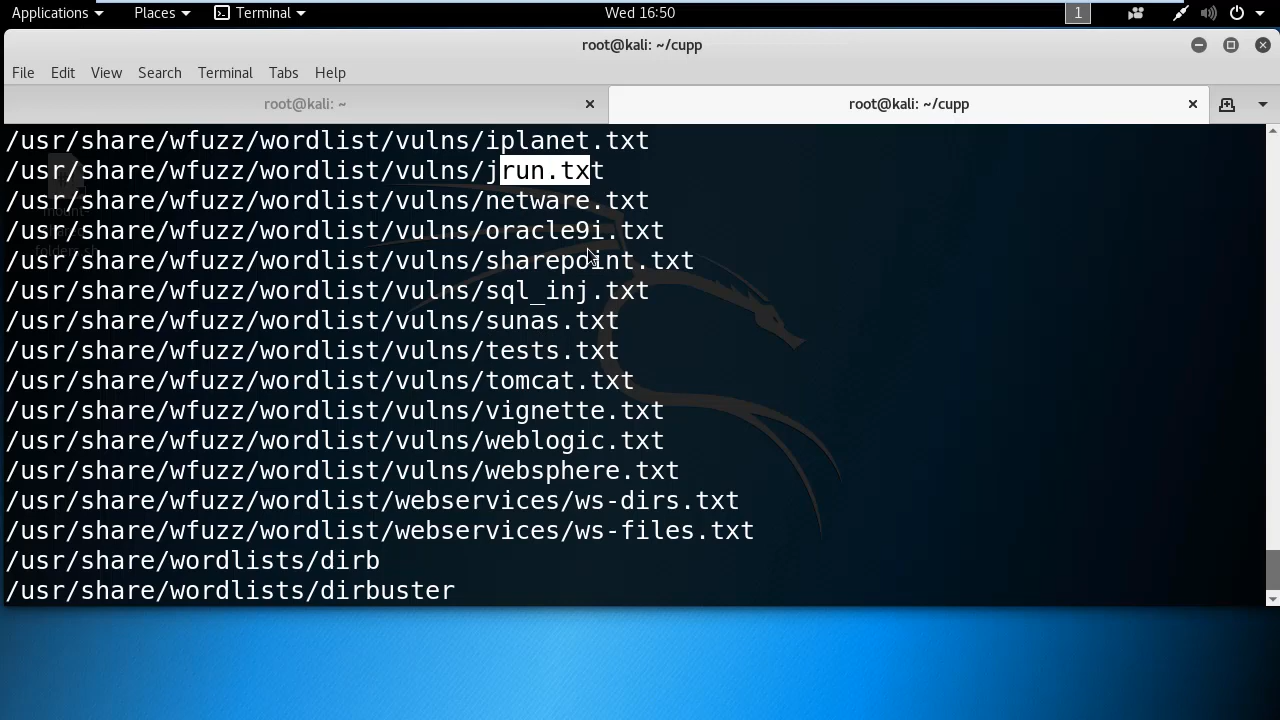 Applications Places Terminal Wed 16:50 1
root@kali: ~/cupp
File Edit View Search Terminal Tabs Help
root@kali: ~ root@kali: ~/cupp
/usr/share/wfuzz/wordlist/vulns/iplanet.txt
/usr/share/wfuzz/wordlist/vulns/jrun.txt
/usr/share/wfuzz/wordlist/vulns/netware.txt
/usr/share/wfuzz/wordlist/vulns/oracle9i.txt
/usr/share/wfuzz/wordlist/vulns/sharepoint.txt
/usr/share/wfuzz/wordlist/vulns/sql_inj.txt
/usr/share/wfuzz/wordlist/vulns/sunas.txt
/usr/share/wfuzz/wordlist/vulns/tests.txt
/usr/share/wfuzz/wordlist/vulns/tomcat.txt
/usr/share/wfuzz/wordlist/vulns/vignette.txt
/usr/share/wfuzz/wordlist/vulns/weblogic.txt
/usr/share/wfuzz/wordlist/vulns/websphere.txt
/usr/share/wfuzz/wordlist/webservices/ws-dirs.txt
/usr/share/wfuzz/wordlist/webservices/ws-files.txt
/usr/share/wordlists/dirb
/usr/share/wordlists/dirbuster